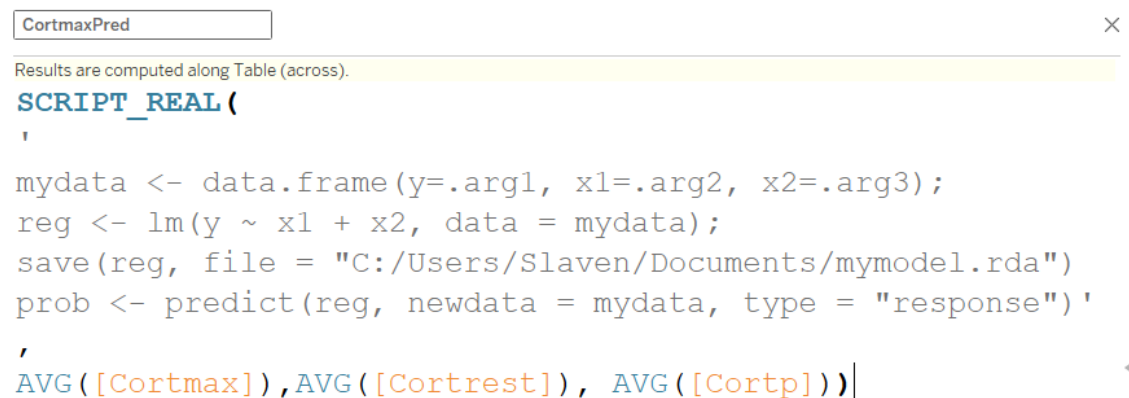 CortmaxPred
Results are computed along Table (across).
SCRIPT_REAL(
'
mydata <- data.frame(y=.arg1, x1=.arg2, x2=.arg3);
reg <- lm(y ~ x1 + x2, data = mydata);
save(reg, file = "C:/Users/Slaven/Documents/mymodel.rda")
prob <- predict(reg, newdata = mydata, type = "response")'
,
AVG([Cortmax]),AVG([Cortrest]), AVG([Cortp]))